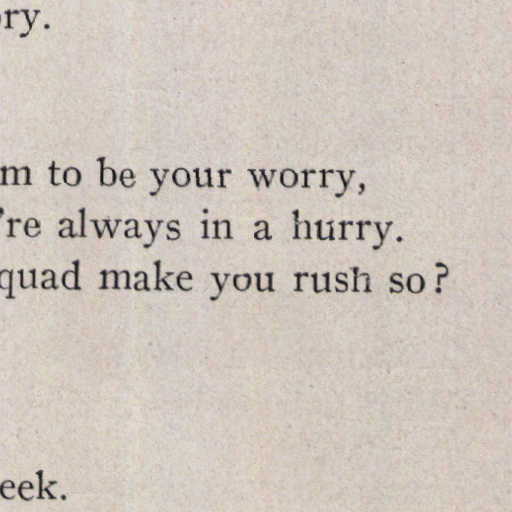 ry.
m to be your worry,
're always in a hurry.
quad make you rush so?
eek.